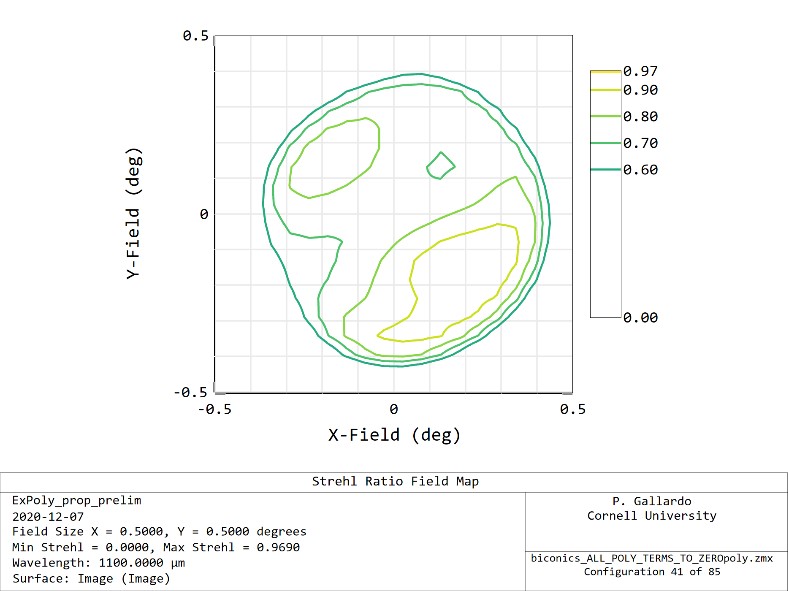 0.5
0
-0.5
Y-Field (deg)
-0.5
0
0.5
X-Field (deg)
0.97
0.90
0.80
0.70
0.60
0.00
Strehl Ratio Field Map
ExPoly_prop_prelim
2020-12-07
Field Size X = 0.5000, Y = 0.5000 degrees
Min Strehl = 0.0000, Max Strehl = 0.9690
Wavelength: 1100.0000 µm
Surface: Image (Image)
P. Gallardo
Cornell University
biconics_ALL_POLY_TERMS_TO_ZEROpoly.zmx
Configuration 41 of 85